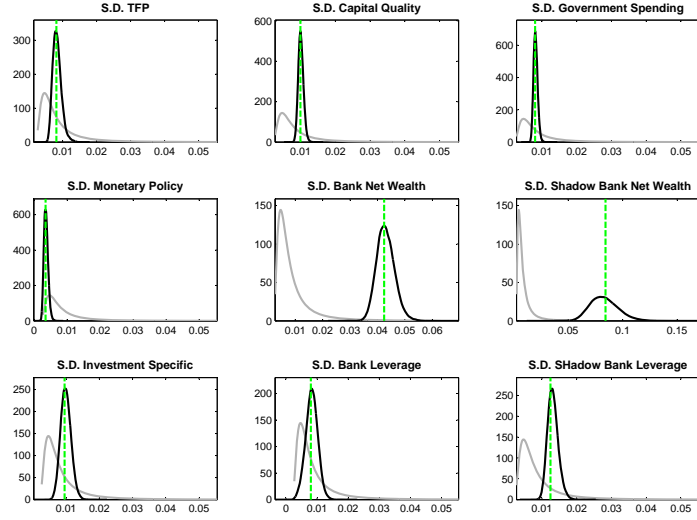 S.D. TFP
300
200
100
0
0.01 0.02 0.03 0.04 0.05
S.D. Capital Quality
600
400
200
0
0.01 0.02 0.03 0.04 0.05
S.D. Government Spending
600
400
200
0
0.01 0.02 0.03 0.04 0.05
S.D. Monetary Policy
600
400
200
0
0 0.01 0.02 0.03 0.04 0.05
S.D. Bank Net Wealth
150
100
50
0
0.01 0.02 0.03 0.04 0.05 0.06
S.D. Shadow Bank Net Wealth
150
100
50
0
0.05 0.1 0.15
S.D. Investment Specific
250
200
150
100
50
0
0.01 0.02 0.03 0.04 0.05
S.D. Bank Leverage
200
150
100
50
0
0 0.01 0.02 0.03 0.04 0.05
S.D. SHadow Bank Leverage
250
200
150
100
50
0
0.01 0.02 0.03 0.04 0.05